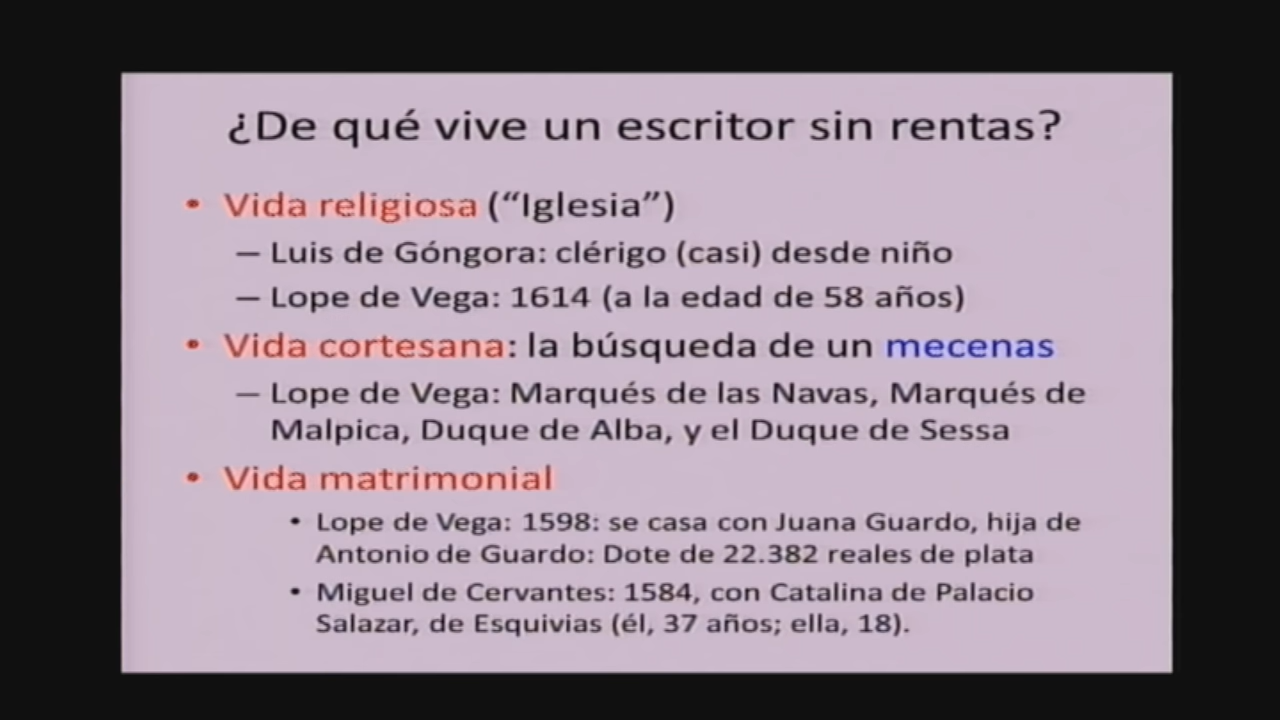 ¿De qué vive un escritor sin rentas?
• Vida religiosa (“Iglesia”)
– Luis de Góngora: clérigo (casi) desde niño
– Lope de Vega: 1614 (a la edad de 58 años)
• Vida cortesana: la búsqueda de un mecenas
– Lope de Vega: Marqués de las Navas, Marqués de
Malpica, Duque de Alba, y el Duque de Sessa
• Vida matrimonial
• Lope de Vega: 1598: se casa con Juana Guardo, hija de
Antonio de Guardo: Dote de 22.382 reales de plata
• Miguel de Cervantes: 1584, con Catalina de Palacio
Salazar, de Esquivias (él, 37 años; ella, 18).